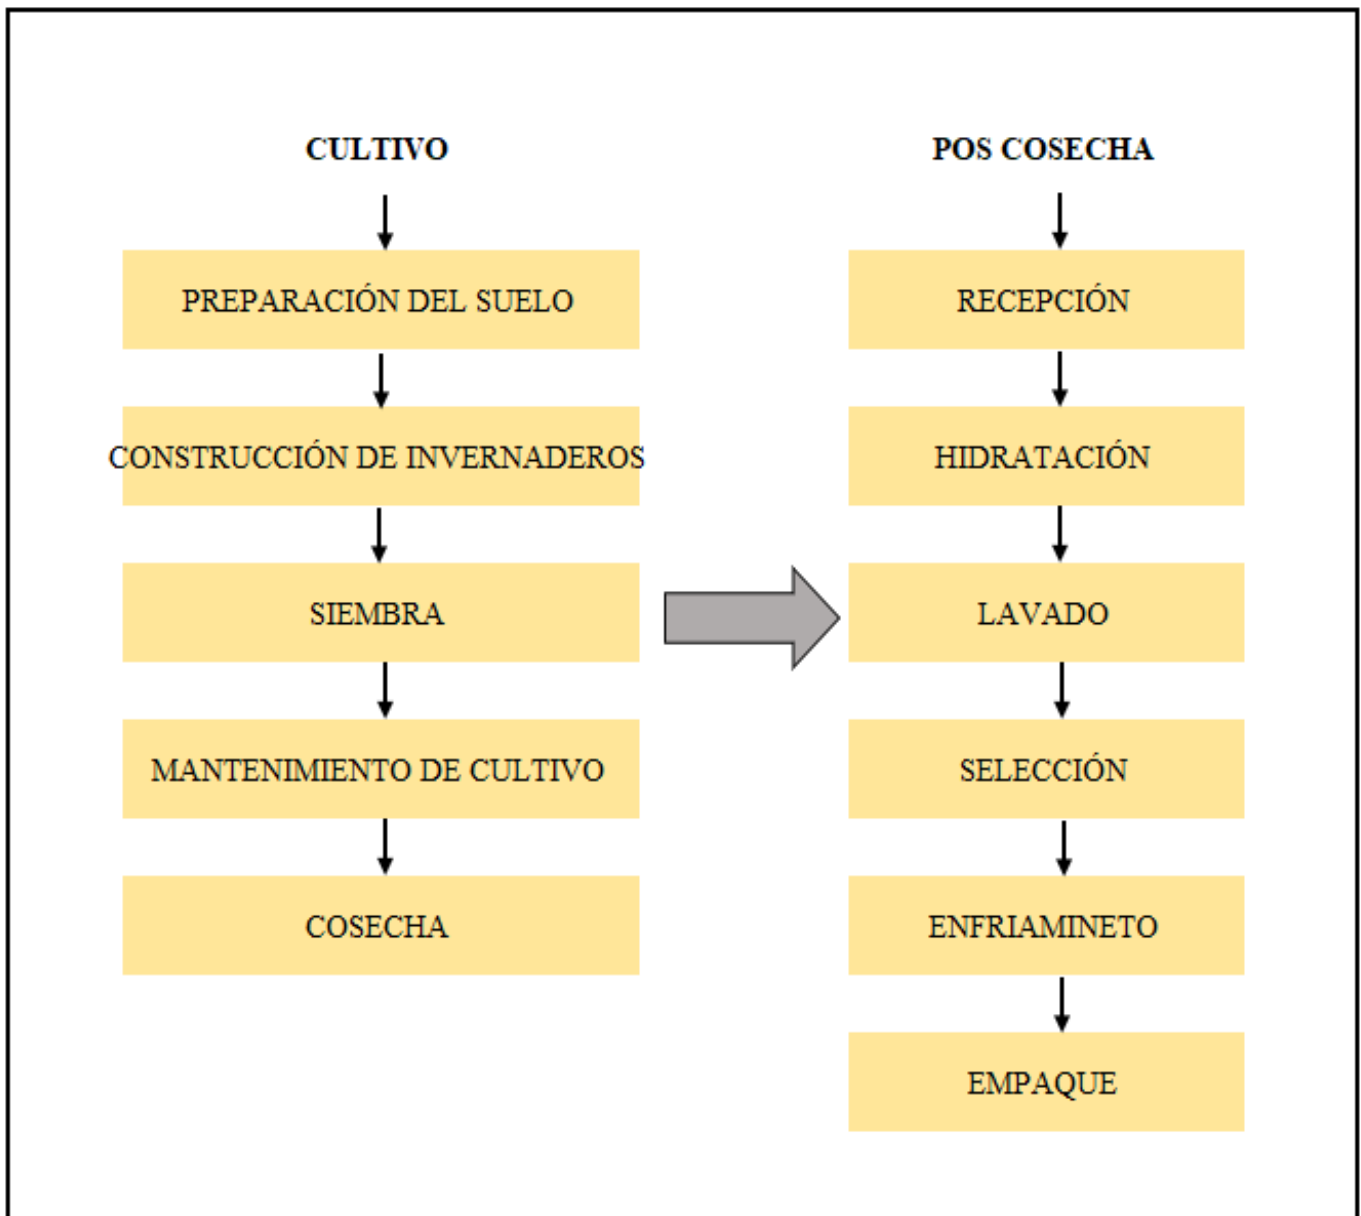 CULTIVO
PREPARACIÓN DEL SUELO
CONSTRUCCIÓN DE INVERNADEROS
SIEMBRA
MANTENIMIENTO DE CULTIVO
COSECHA
POS COSECHA
RECEPCIÓN
HIDRATACIÓN
LAVADO
SELECCIÓN
ENFRIAMINETO
EMPAQUE